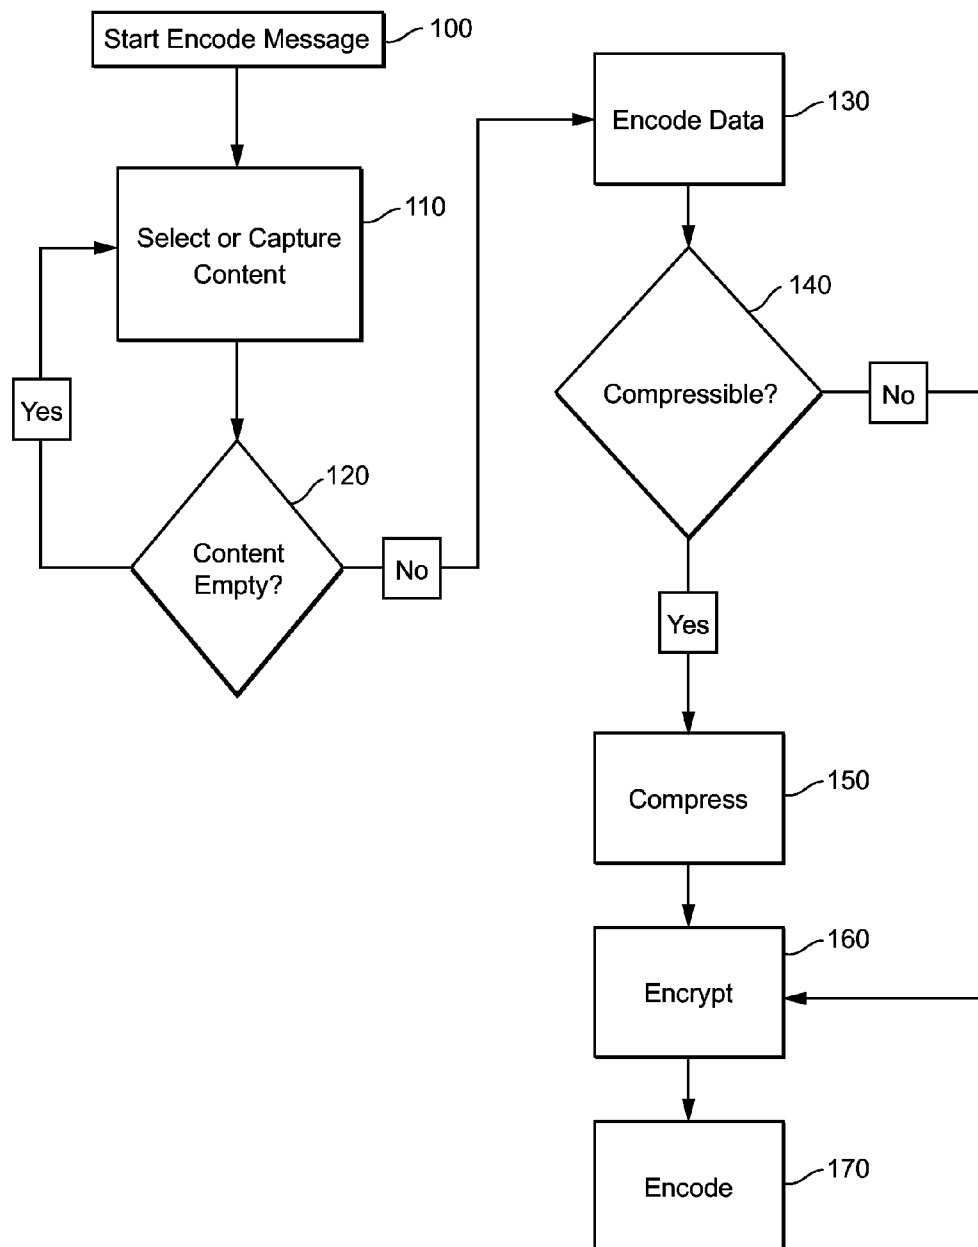 Start Encode Message
100
Select or Capture
Content
110
Yes
Content
Empty?
120
No
Encode Data
130
Compressible?
140
No
Yes
Compress
150
Encrypt
160
Encode
170